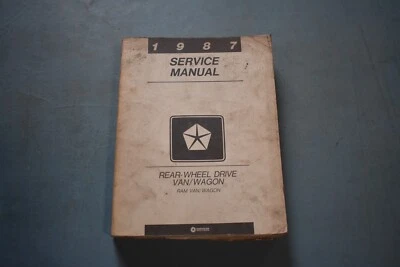 1987
SERVICE
MANUAL
REAR-WHEEL DRIVE
VAN/WAGON
RAM VAN/WAGON